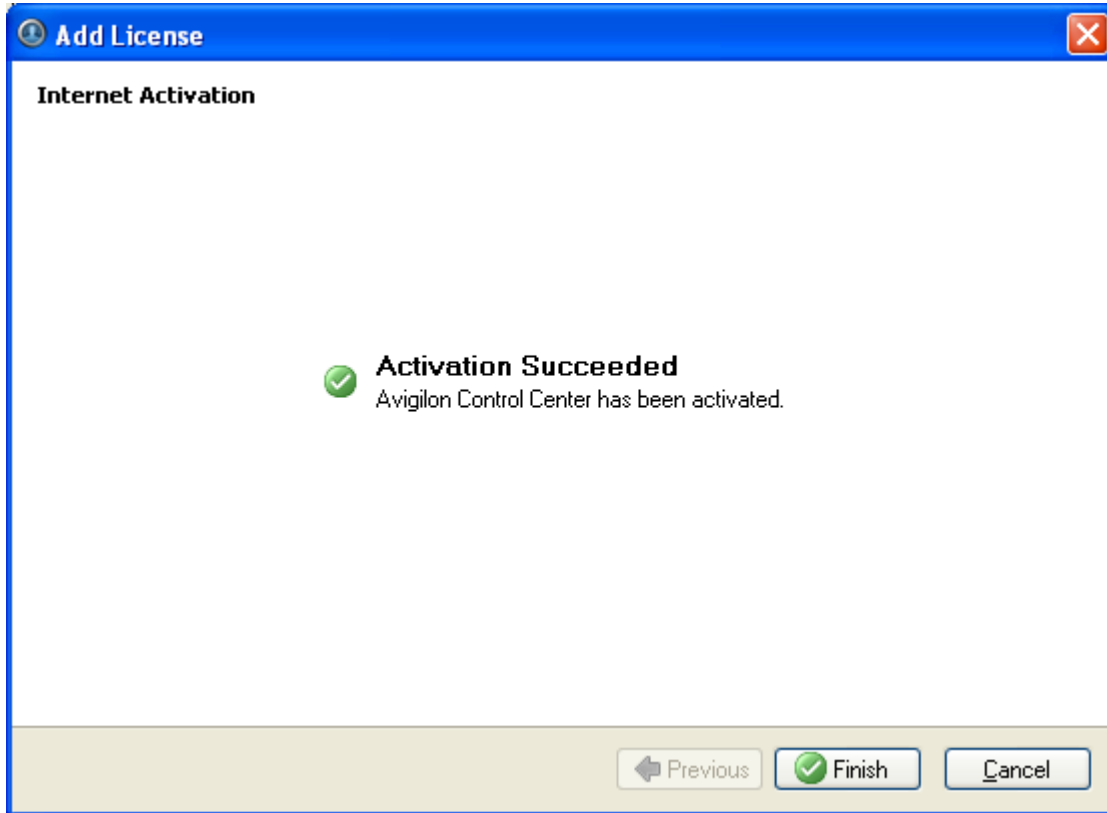 Add License
Internet Activation
Activation Succeeded
Avigilon Control Center has been activated.
Previous Finish Cancel